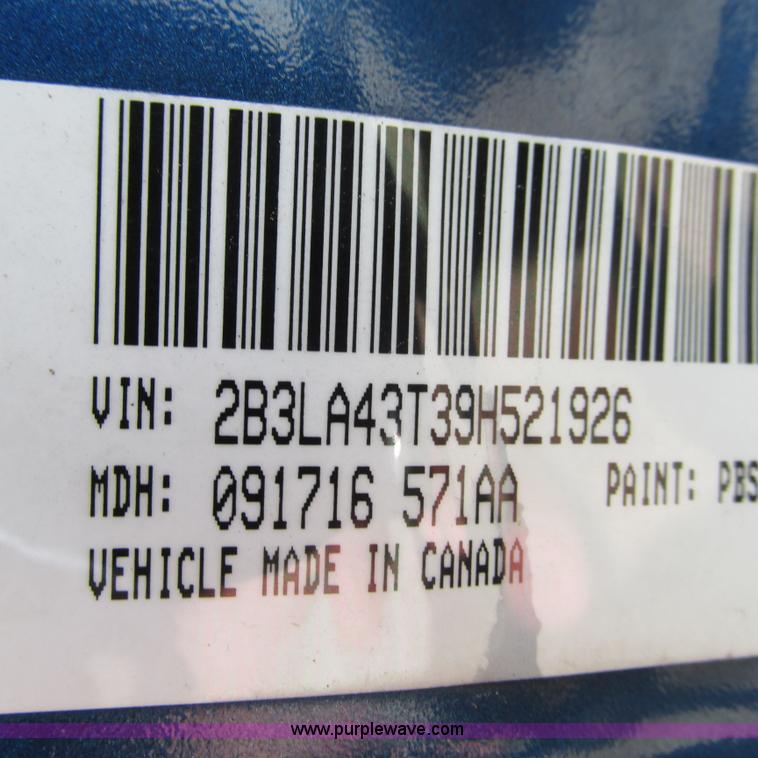 VIN: 2B3LA43T39H521926
MDH: 091716 571AA PAINT: PBS
VEHICLE MADE IN CANADA
www.purplewave.com